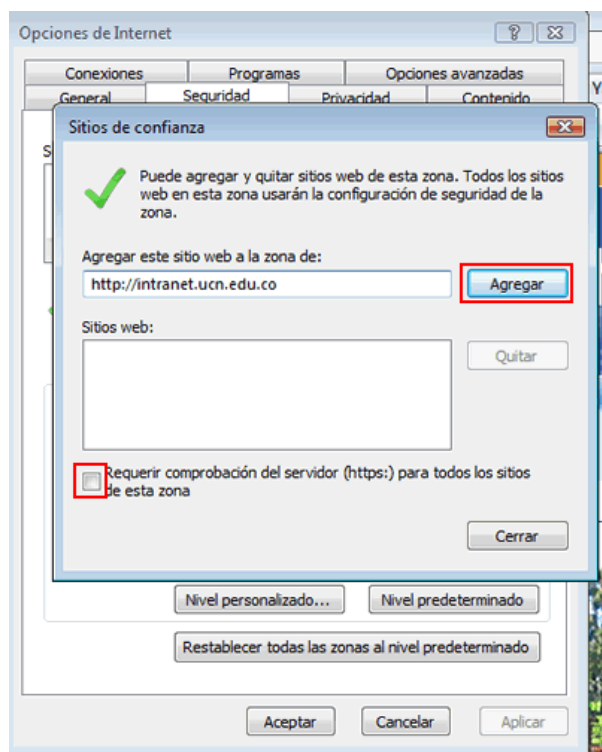 Opciones de Internet
Conexiones Programas Opciones avanzadas
General Seguridad Privacidad Contenido
Sitios de confianza
Puede agregar y quitar sitios web de esta zona. Todos los sitios
web en esta zona usarán la configuración de seguridad de la
zona.
Agregar este sitio web a la zona de:
http://intranet.ucn.edu.co Agregar
Sitios web:
Quitar
Requerir comprobación del servidor (https:) para todos los sitios
de esta zona
Cerrar
Nivel personalizado... Nivel predeterminado
Restablecer todas las zonas al nivel predeterminado
Aceptar Cancelar Aplicar